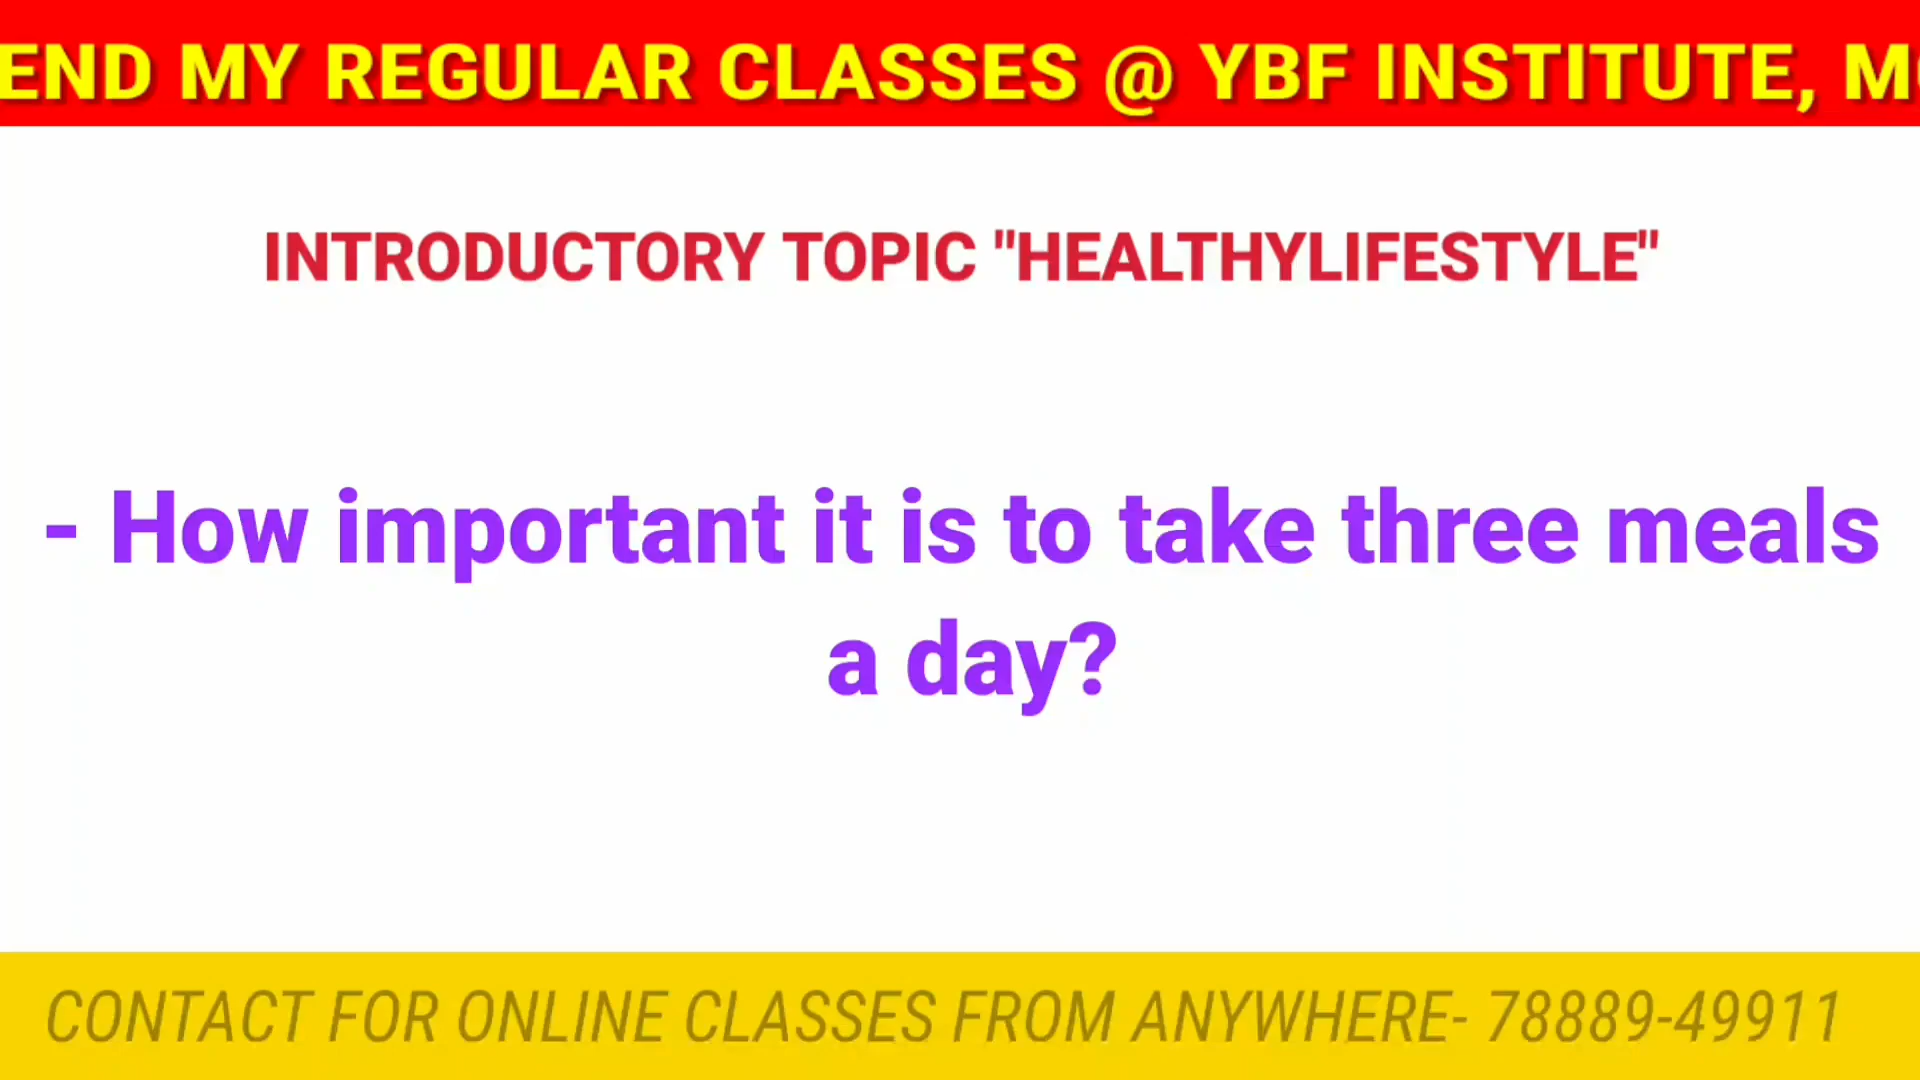 MY REGULAR CLASSES @ YBF INSTITUTE,
INTRODUCTORY TOPIC "HEALTHYLIFESTYLE"
- How important it is to take three meals
a day?
CONTACT FOR ONLINE CLASSES FROM ANYWHERE- 78889-49911